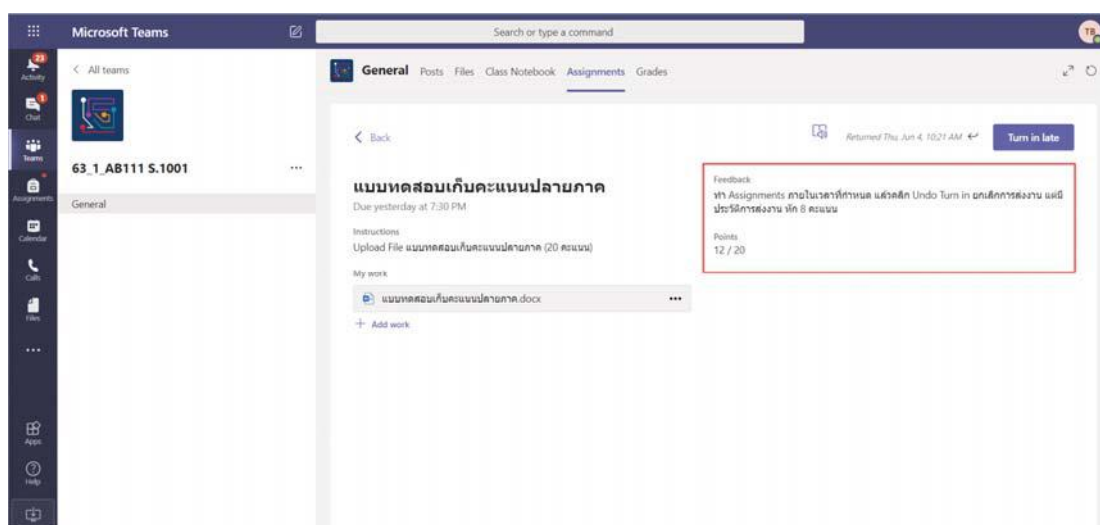 Microsoft Teams
Search or type a command
TB
23
Activity
1
Chat
Teams
Assignments
Calendar
Calls
Files
Apps
Help
All teams
63_1_AB111 S.1001
General
General Posts Files Class Notebook Assignments Grades
Back
Returned Thu, Jun 4, 10:21 AM
Turn in late
แบบทดสอบเก็บคะแนนปลายภาค
Due yesterday at 7:30 PM
Instructions
Upload File แบบทดสอบเก็บคะแนนปลายภาค (20 คะแนน)
My work
แบบทดสอบเก็บคะแนนปลายภาค.docx
Add work
Feedback
ทำ Assignments ภายในเวลาที่กำหนด แล้วคลิก Undo Turn in ยกเลิกการส่งงาน แต่มี
ประวัติการส่งงาน หัก 8 คะแนน
Points
12 / 20